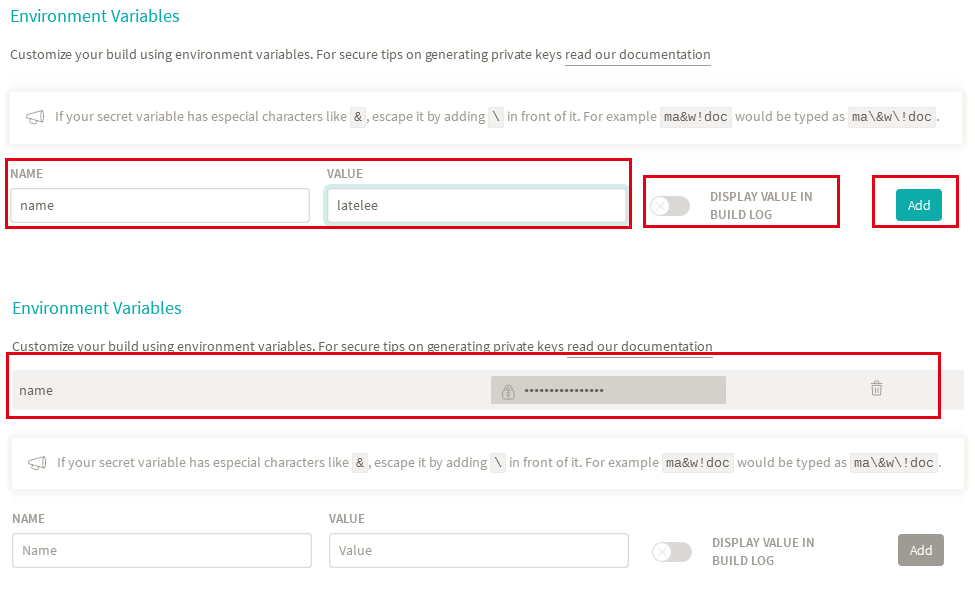 Environment Variables
Customize your build using environment variables. For secure tips on generating private keys read our documentation
If your secret variable has especial characters like &, escape it by adding \ in front of it. For example ma&w!doc would be typed as ma\&w\!doc.
NAME VALUE
name latelee DISPLAY VALUE IN BUILD LOG Add
Environment Variables
Customize your build using environment variables. For secure tips on generating private keys read our documentation
name ••••••••••••••••
If your secret variable has especial characters like &, escape it by adding \ in front of it. For example ma&w!doc would be typed as ma\&w\!doc.
NAME VALUE
Name Value DISPLAY VALUE IN BUILD LOG Add